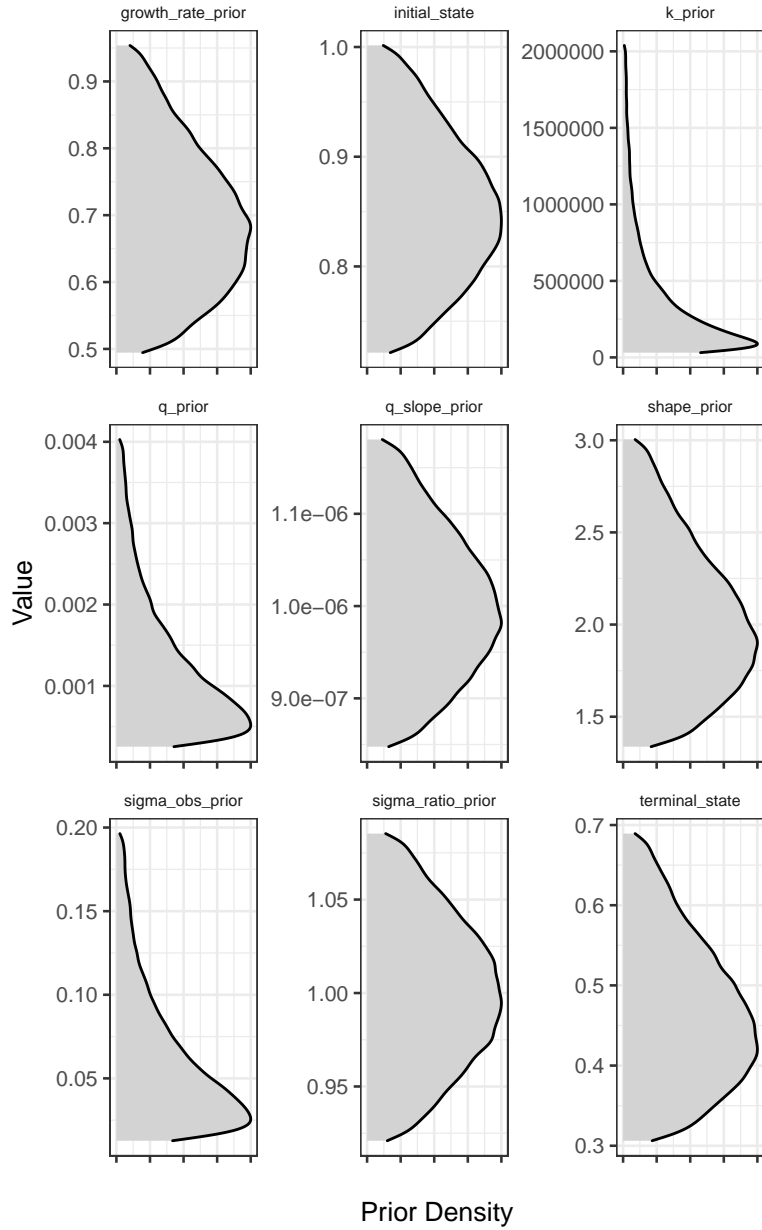 growth_rate_prior
initial_state
k_prior
0.9
0.8
0.7
0.6
0.5
1.0
0.9
0.8
2000000
1500000
1000000
500000
0
q_prior
q_slope_prior
shape_prior
0.004
0.003
0.002
0.001
1.1e−06
1.0e−06
9.0e−07
3.0
2.5
2.0
1.5
sigma_obs_prior
sigma_ratio_prior
terminal_state
0.20
0.15
0.10
0.05
1.05
1.00
0.95
0.7
0.6
0.5
0.4
0.3
Value
Prior Density